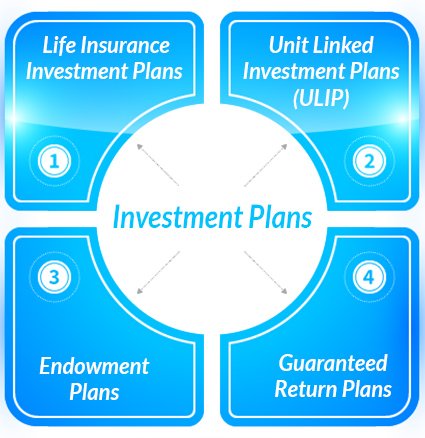 Life Insurance
Investment Plans
1
Unit Linked
Investment Plans
(ULIP)
2
Investment Plans
3
Endowment
Plans
4
Guaranteed
Return Plans